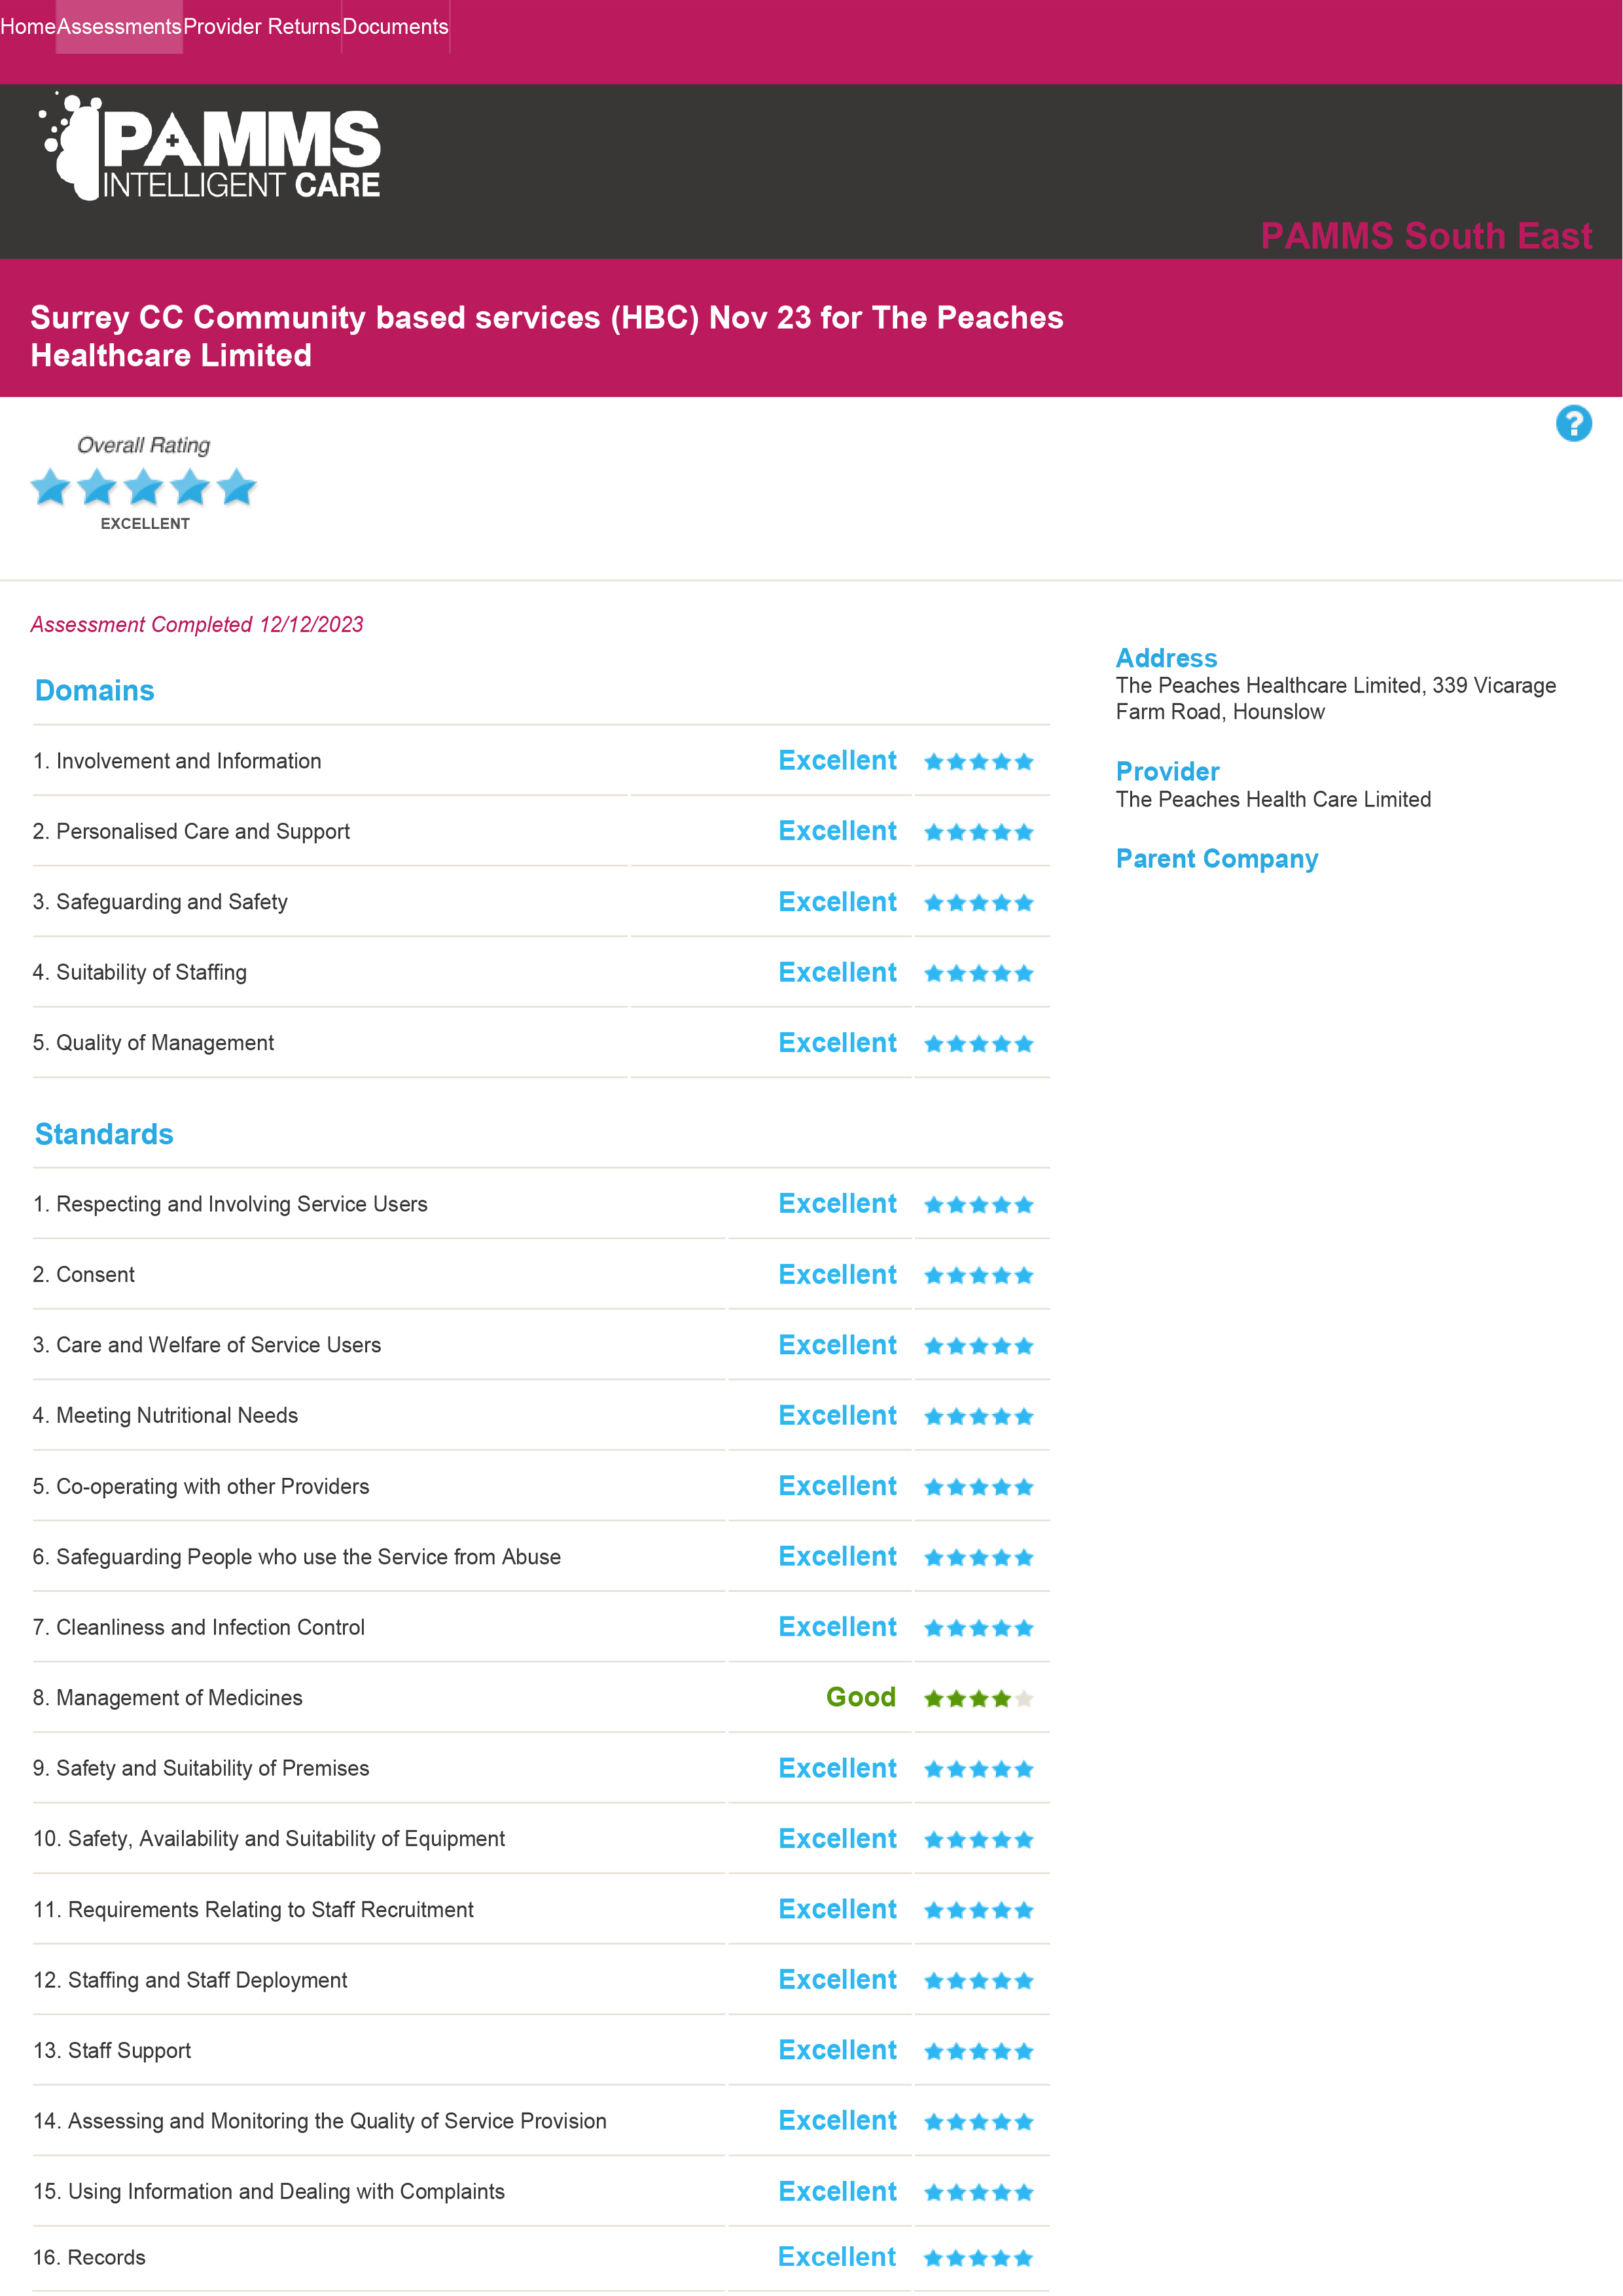 Home Assessments Provider Returns Documents
PAMMS
INTELLIGENT CARE
PAMMS South East
Surrey CC Community based services (HBC) Nov 23 for The Peaches
Healthcare Limited
?
Overall Rating
EXCELLENT
Assessment Completed 12/12/2023
Domains
1. Involvement and Information Excellent
2. Personalised Care and Support Excellent
3. Safeguarding and Safety Excellent
4. Suitability of Staffing Excellent
5. Quality of Management Excellent
Standards
1. Respecting and Involving Service Users Excellent
2. Consent Excellent
3. Care and Welfare of Service Users Excellent
4. Meeting Nutritional Needs Excellent
5. Co-operating with other Providers Excellent
6. Safeguarding People who use the Service from Abuse Excellent
7. Cleanliness and Infection Control Excellent
8. Management of Medicines Good
9. Safety and Suitability of Premises Excellent
10. Safety, Availability and Suitability of Equipment Excellent
11. Requirements Relating to Staff Recruitment Excellent
12. Staffing and Staff Deployment Excellent
13. Staff Support Excellent
14. Assessing and Monitoring the Quality of Service Provision Excellent
15. Using Information and Dealing with Complaints Excellent
16. Records Excellent
Address
The Peaches Healthcare Limited, 339 Vicarage
Farm Road, Hounslow
Provider
The Peaches Health Care Limited
Parent Company